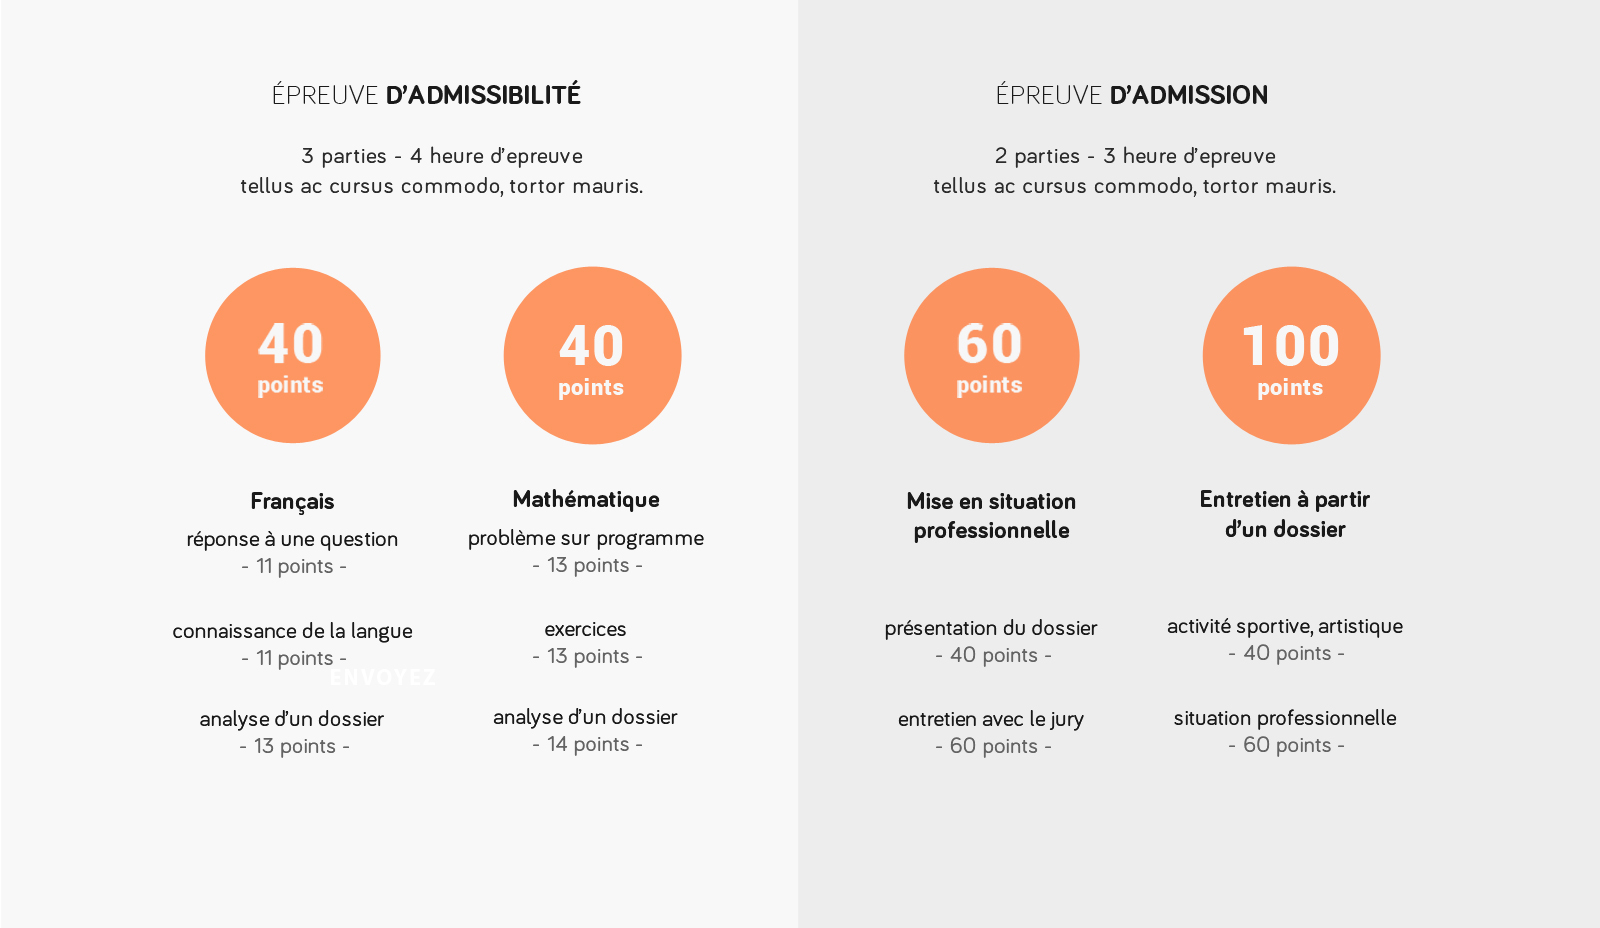 ÉPREUVE D’ADMISSIBILITÉ
3 parties - 4 heure d’epreuve
tellus ac cursus commodo, tortor mauris.
40
points
Français
réponse à une question
- 11 points -
connaissance de la langue
- 11 points -
ENVOYEZ
analyse d’un dossier
- 13 points -
40
points
Mathématique
problème sur programme
- 13 points -
exercices
- 13 points -
analyse d’un dossier
- 14 points -
ÉPREUVE D’ADMISSION
2 parties - 3 heure d’epreuve
tellus ac cursus commodo, tortor mauris.
60
points
Mise en situation
professionnelle
présentation du dossier
- 40 points -
entretien avec le jury
- 60 points -
100
points
Entretien à partir
d’un dossier
activité sportive, artistique
- 40 points -
situation professionnelle
- 60 points -